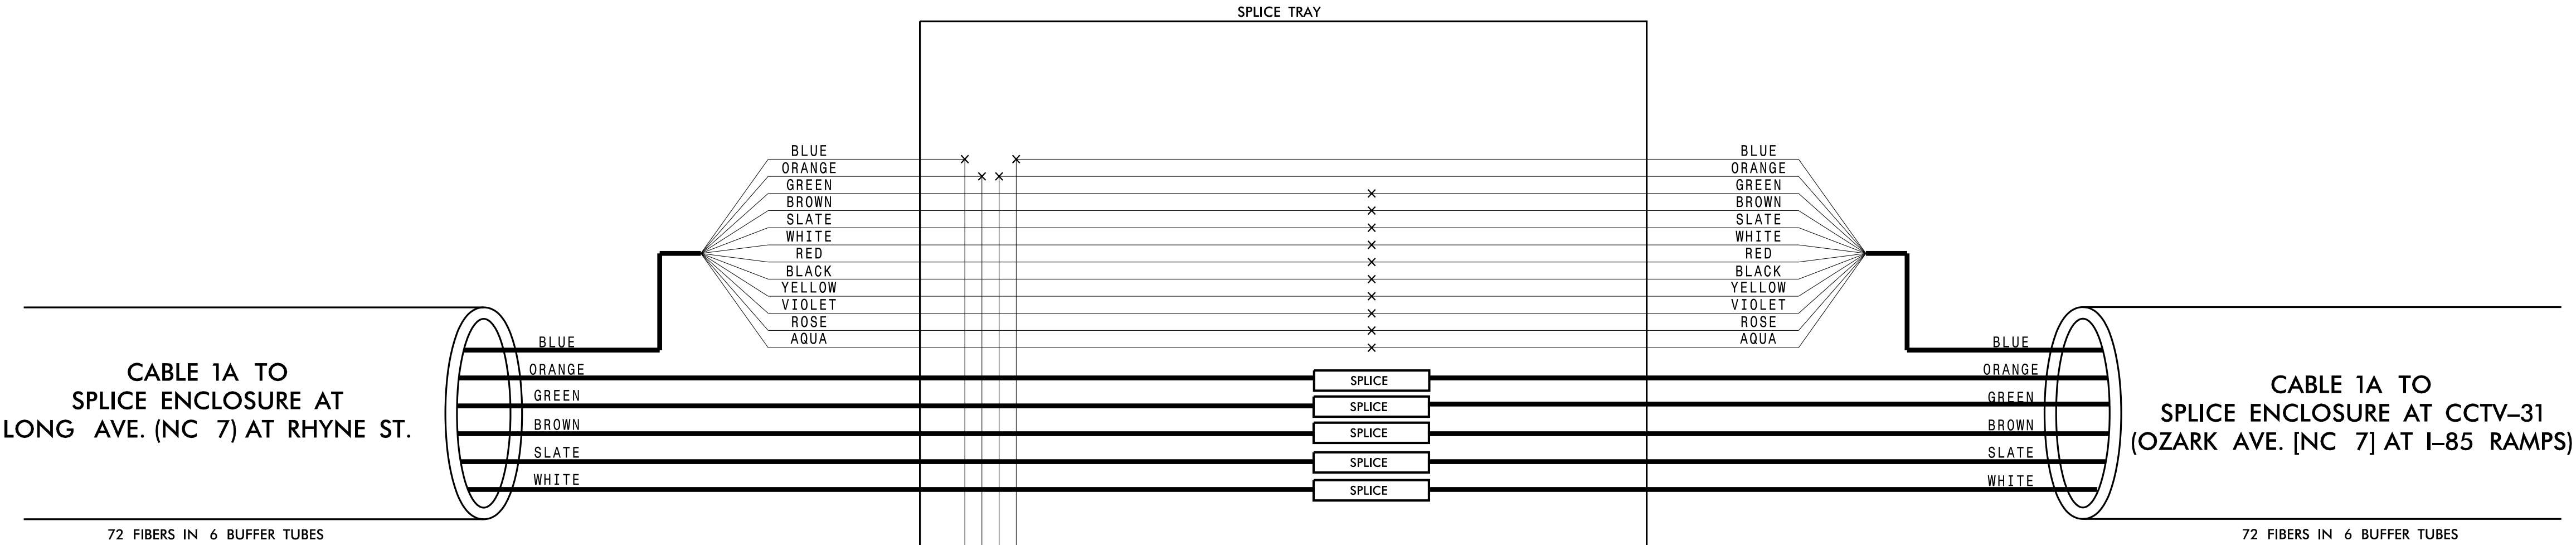 SPLICE TRAY
BLUE
ORANGE
GREEN
BROWN
SLATE
WHITE
RED
BLACK
YELLOW
VIOLET
ROSE
AQUA
BLUE
ORANGE
GREEN
BROWN
SLATE
WHITE
RED
BLACK
YELLOW
VIOLET
ROSE
AQUA
CABLE 1A TO
SPLICE ENCLOSURE AT
LONG AVE. (NC 7) AT RHYNE ST.
72 FIBERS IN 6 BUFFER TUBES
BLUE
ORANGE
GREEN
BROWN
SLATE
WHITE
SPLICE
SPLICE
SPLICE
SPLICE
SPLICE
BLUE
ORANGE
GREEN
BROWN
SLATE
WHITE
CABLE 1A TO
SPLICE ENCLOSURE AT CCTV–31
(OZARK AVE. [NC 7] AT I–85 RAMPS)
72 FIBERS IN 6 BUFFER TUBES